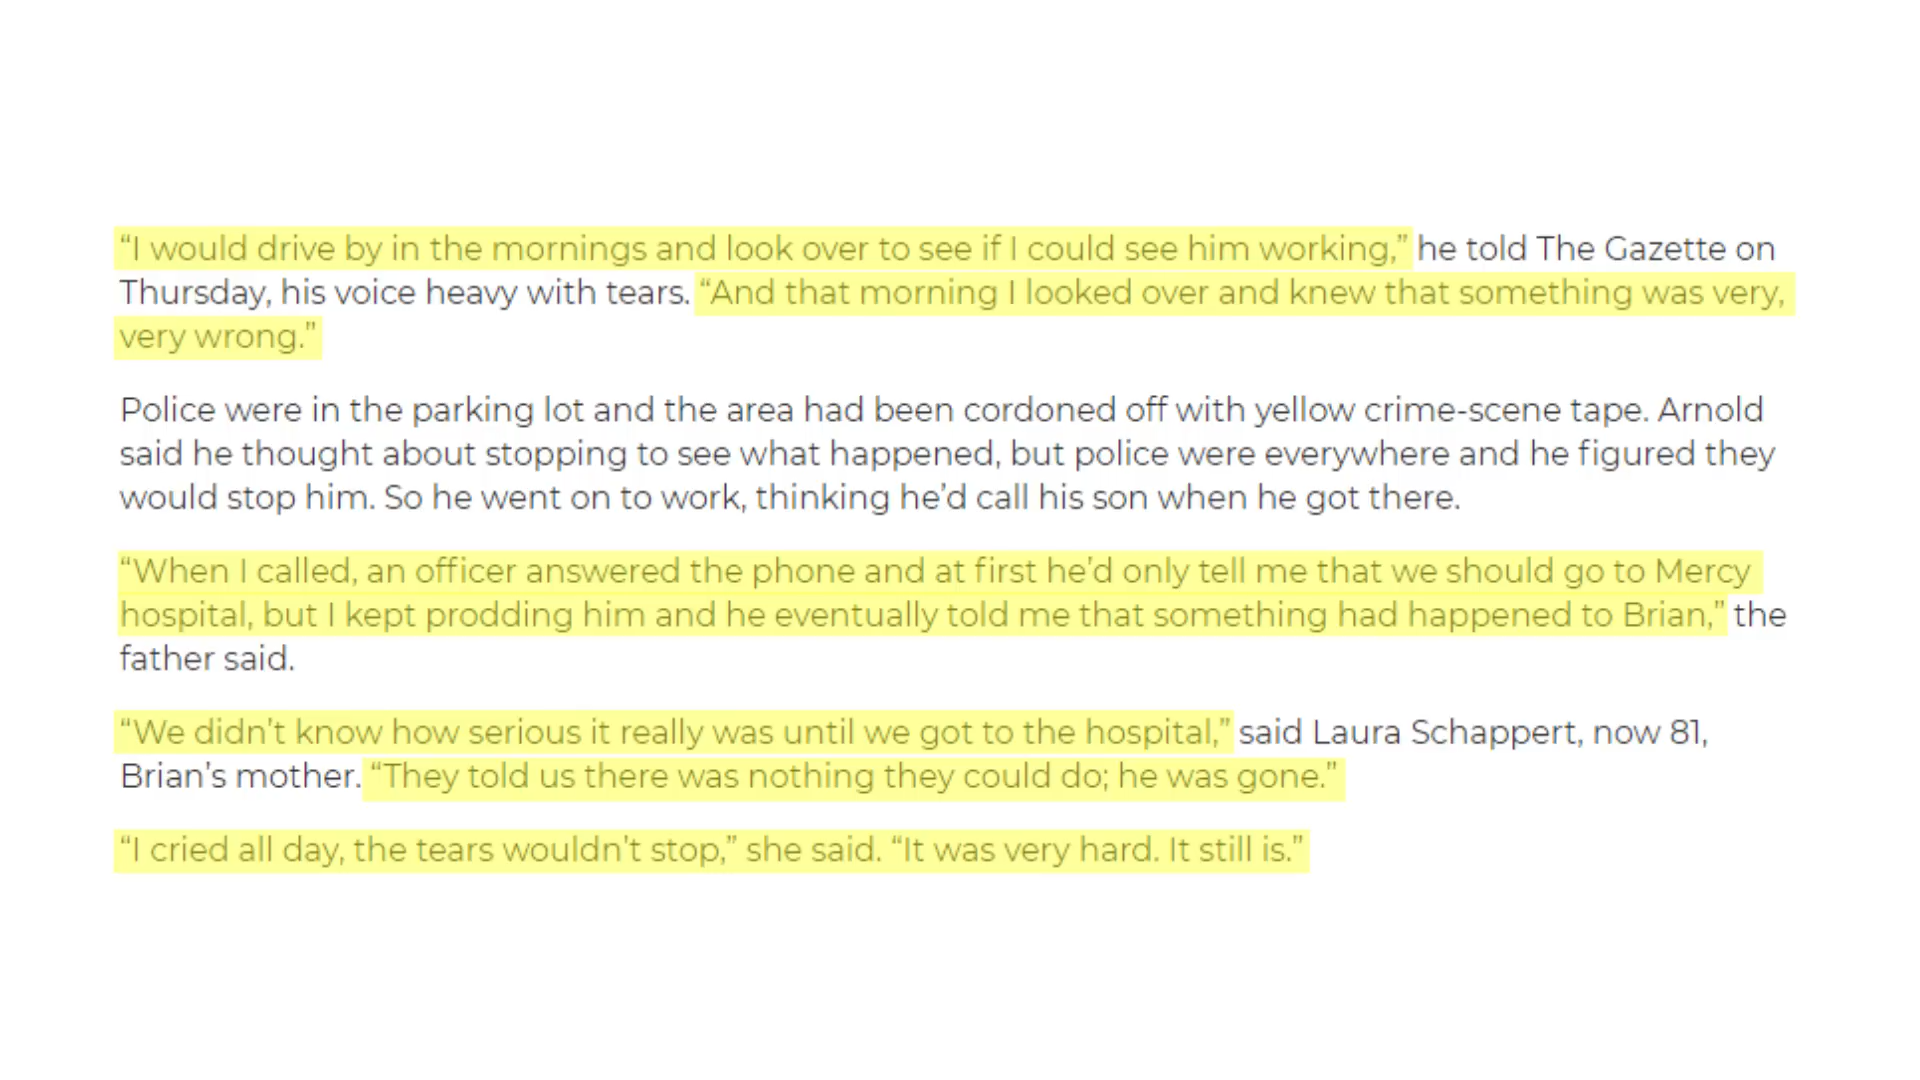 “I would drive by in the mornings and look over to see if I could see him working,” he told The Gazette on
Thursday, his voice heavy with tears. “And that morning I looked over and knew that something was very,
very wrong.”
Police were in the parking lot and the area had been cordoned off with yellow crime-scene tape. Arnold
said he thought about stopping to see what happened, but police were everywhere and he figured they
would stop him. So he went on to work, thinking he’d call his son when he got there.
“When I called, an officer answered the phone and at first he’d only tell me that we should go to Mercy
hospital, but I kept prodding him and he eventually told me that something had happened to Brian,” the
father said.
“We didn’t know how serious it really was until we got to the hospital,” said Laura Schappert, now 81,
Brian’s mother. “They told us there was nothing they could do; he was gone.”
“I cried all day, the tears wouldn’t stop,” she said. “It was very hard. It still is.”